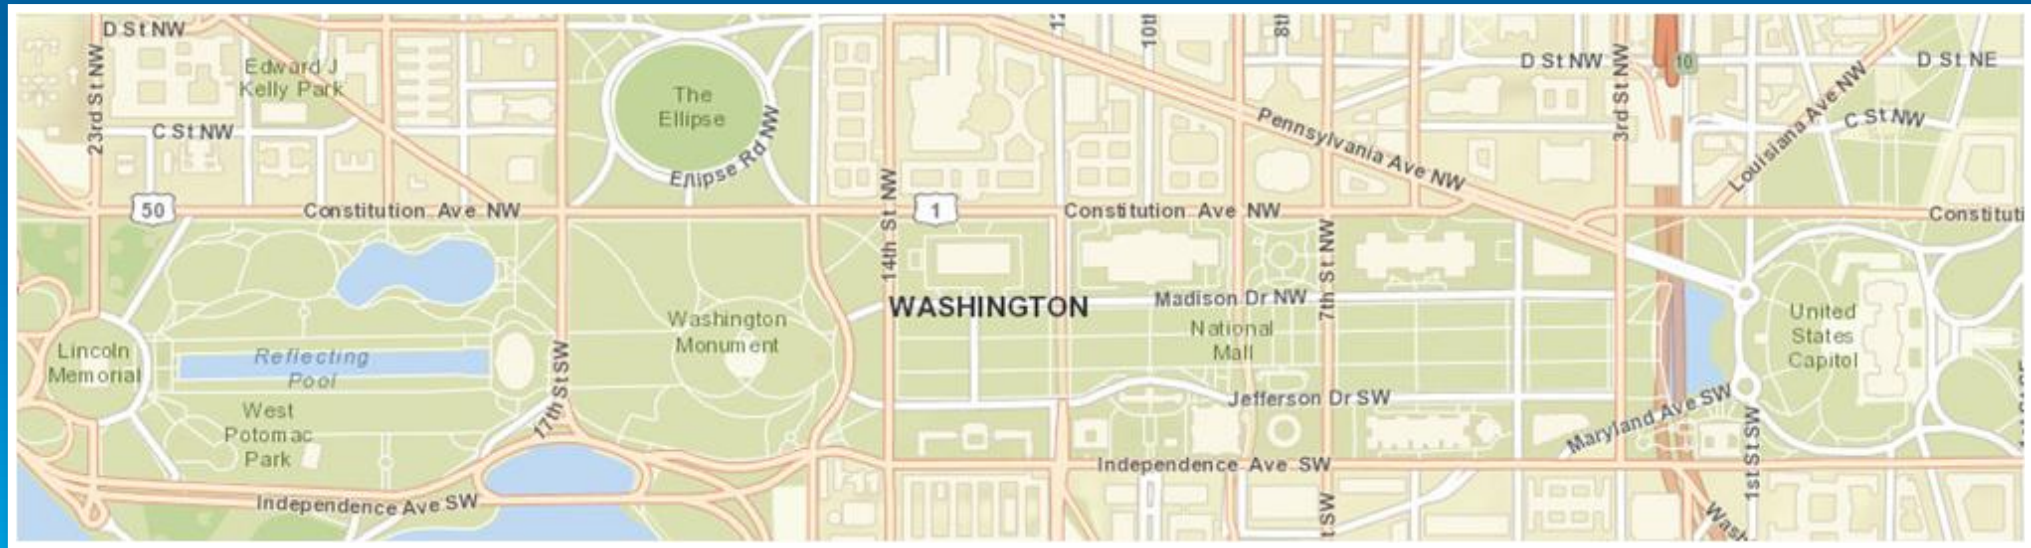 D St NW
23rd St NW
Edward J
Kelly Park
C St NW
50
Constitution Ave NW
The
Ellipse
Ellipse Rd NW
14th St NW
1
12
10th
8th
Pennsylvania Ave NW
Constitution Ave NW
7th St NW
D St NW
3rd St NW
10
Louisiana Ave NW
D St NE
C St NW
Constituti
WASHINGTON
Madison Dr NW
National
Mall
Jefferson Dr SW
Washington
Monument
Lincoln
Memorial
Reflecting
Pool
West
Potomac
Park
17th St SW
Independence Ave SW
Independence Ave SW
t SW
Maryland Ave SW
1st St SW
United
States
Capitol
Wash